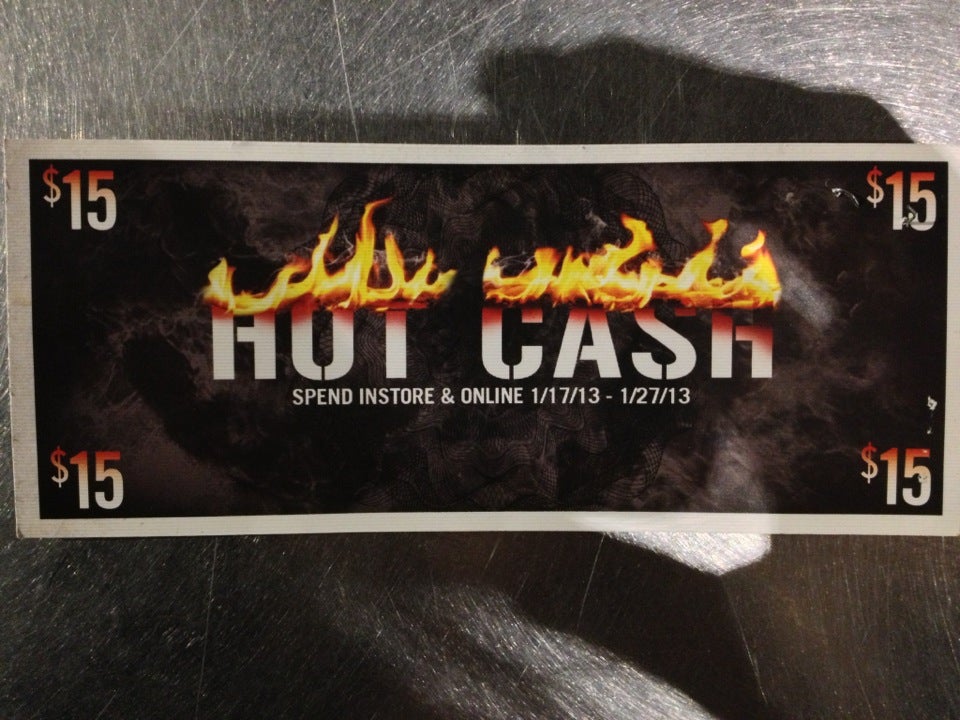 $15 $15
HOT CASH
SPEND INSTORE & ONLINE 1/17/13 - 1/27/13
$15 $15